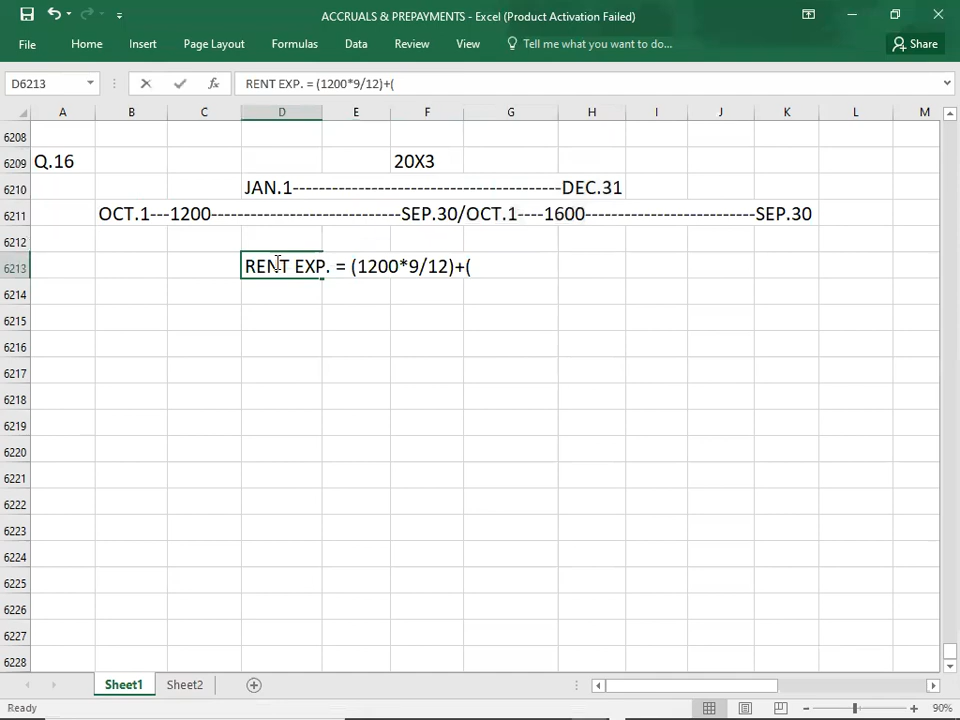 ACCRUALS & PREPAYMENTS - Excel (Product Activation Failed)
File Home Insert Page Layout Formulas Data Review View Tell me what you want to do... Share
D6213 fx RENT EXP. = (1200*9/12)+(
A B C D E F G H I J K L M
6208
6209 Q.16 20X3
6210 JAN.1-----------------------------------------DEC.31
6211 OCT.1---1200-----------------------------SEP.30/OCT.1----1600--------------------------SEP.30
6212
6213 RENT EXP. = (1200*9/12)+(
6214
6215
6216
6217
6218
6219
6220
6221
6222
6223
6224
6225
6226
6227
6228
Sheet1 Sheet2
Ready 90%